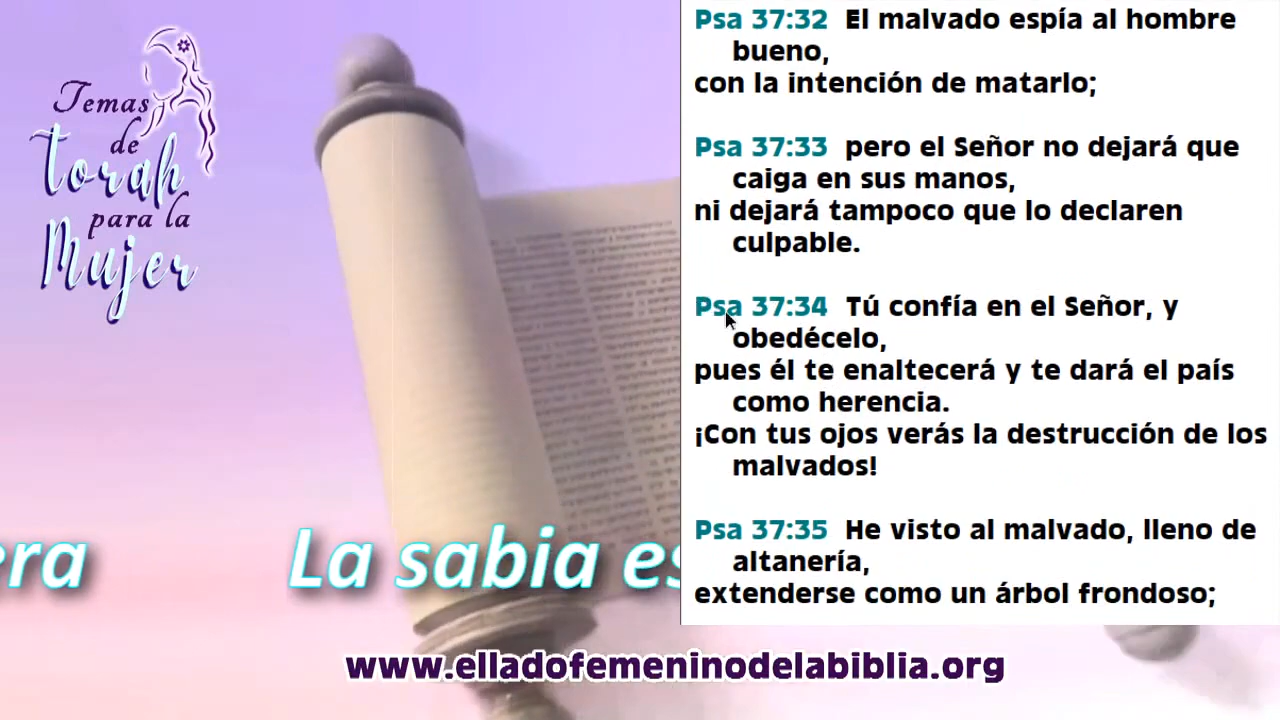 Temas
de
torah
para la
Mujer
Psa 37:32 El malvado espía al hombre
bueno,
con la intención de matarlo;
Psa 37:33 pero el Señor no dejará que
caiga en sus manos,
ni dejará tampoco que lo declaren
culpable.
Psa 37:34 Tú confía en el Señor, y
obedécelo,
pues él te enaltecerá y te dará el país
como herencia.
¡Con tus ojos verás la destrucción de los
malvados!
Psa 37:35 He visto al malvado, lleno de
altanería,
extenderse como un árbol frondoso;
era La sabia es
www.elladofemeninodelabiblia.org